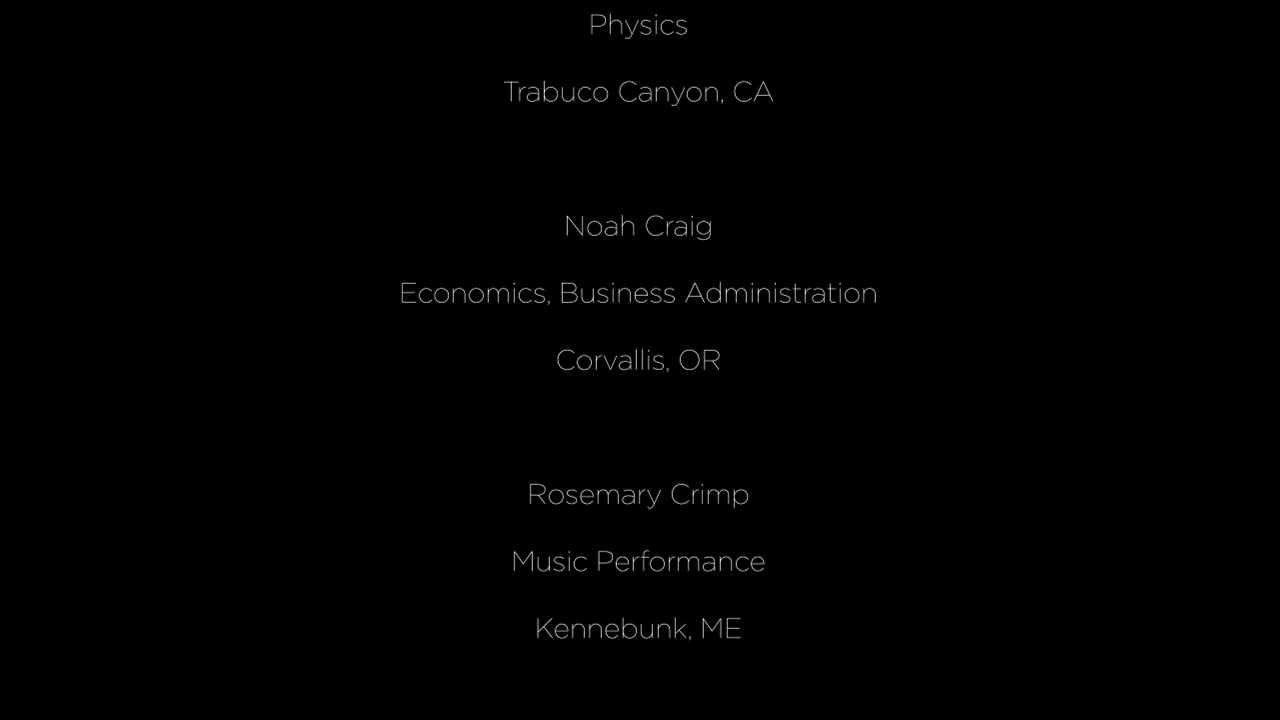 Physics
Trabuco Canyon, CA
Noah Craig
Economics, Business Administration
Corvallis, OR
Rosemary Crimp
Music Performance
Kennebunk, ME